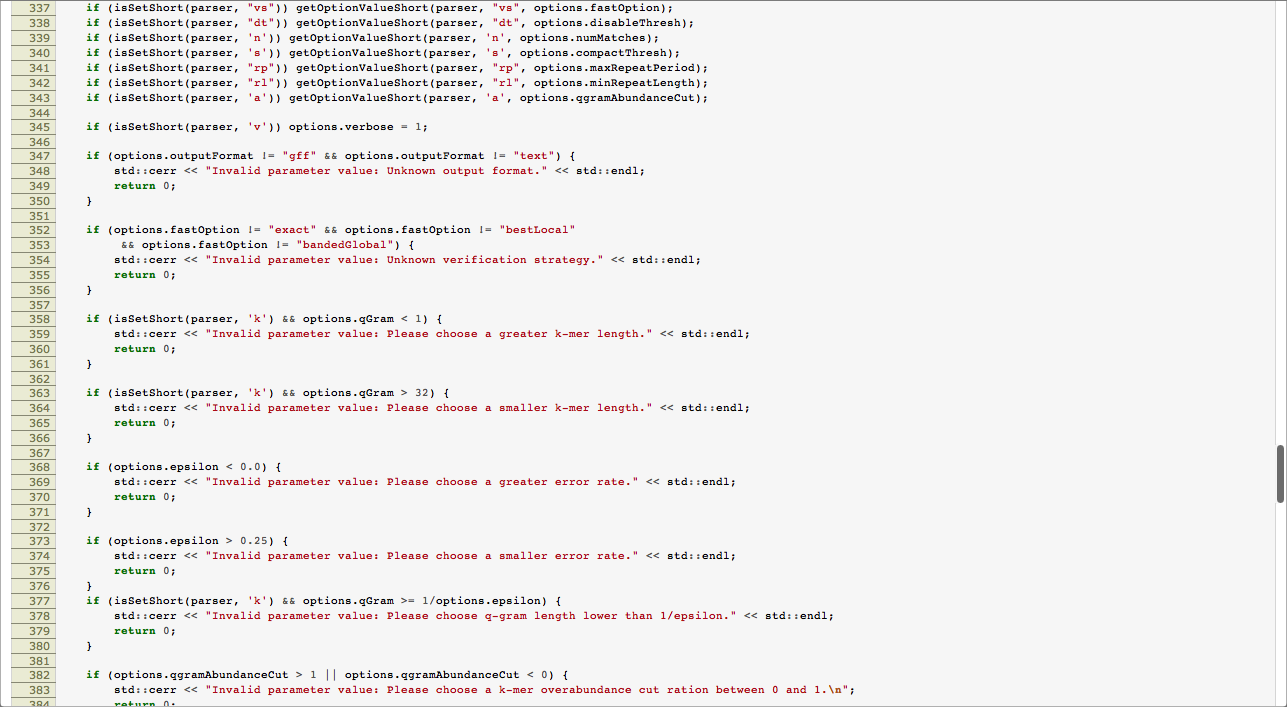 337 if (isSetShort(parser, "vs")) getOptionValueShort(parser, "vs", options.fastOption);
338 if (isSetShort(parser, "dt")) getOptionValueShort(parser, "dt", options.disableThresh);
339 if (isSetShort(parser, 'n')) getOptionValueShort(parser, 'n', options.numMatches);
340 if (isSetShort(parser, 's')) getOptionValueShort(parser, 's', options.compactThresh);
341 if (isSetShort(parser, "rp")) getOptionValueShort(parser, "rp", options.maxRepeatPeriod);
342 if (isSetShort(parser, "rl")) getOptionValueShort(parser, "rl", options.minRepeatLength);
343 if (isSetShort(parser, 'a')) getOptionValueShort(parser, 'a', options.qgramAbundanceCut);
344
345 if (isSetShort(parser, 'v')) options.verbose = 1;
346
347 if (options.outputFormat != "gff" && options.outputFormat != "text") {
348 std::cerr << "Invalid parameter value: Unknown output format." << std::endl;
349 return 0;
350 }
351
352 if (options.fastOption != "exact" && options.fastOption != "bestLocal"
353 && options.fastOption != "bandedGlobal") {
354 std::cerr << "Invalid parameter value: Unknown verification strategy." << std::endl;
355 return 0;
356 }
357
358 if (isSetShort(parser, 'k') && options.qGram < 1) {
359 std::cerr << "Invalid parameter value: Please choose a greater k-mer length." << std::endl;
360 return 0;
361 }
362
363 if (isSetShort(parser, 'k') && options.qGram > 32) {
364 std::cerr << "Invalid parameter value: Please choose a smaller k-mer length." << std::endl;
365 return 0;
366 }
367
368 if (options.epsilon < 0.0) {
369 std::cerr << "Invalid parameter value: Please choose a greater error rate." << std::endl;
370 return 0;
371 }
372
373 if (options.epsilon > 0.25) {
374 std::cerr << "Invalid parameter value: Please choose a smaller error rate." << std::endl;
375 return 0;
376 }
377 if (isSetShort(parser, 'k') && options.qGram >= 1/options.epsilon) {
378 std::cerr << "Invalid parameter value: Please choose q-gram length lower than 1/epsilon." << std::endl;
379 return 0;
380 }
381
382 if (options.qgramAbundanceCut > 1 || options.qgramAbundanceCut < 0) {
383 std::cerr << "Invalid parameter value: Please choose a k-mer overabundance cut ration between 0 and 1.\n";
384 return 0;